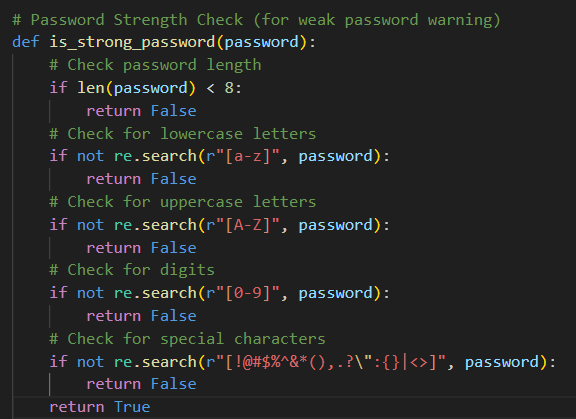 # Password Strength Check (for weak password warning)
def is_strong_password(password):
    # Check password length
    if len(password) < 8:
        return False
    # Check for lowercase letters
    if not re.search(r"[a-z]", password):
        return False
    # Check for uppercase letters
    if not re.search(r"[A-Z]", password):
        return False
    # Check for digits
    if not re.search(r"[0-9]", password):
        return False
    # Check for special characters
    if not re.search(r"[!@#$%^&*(),.?\":{}|<>]", password):
        return False
    return True